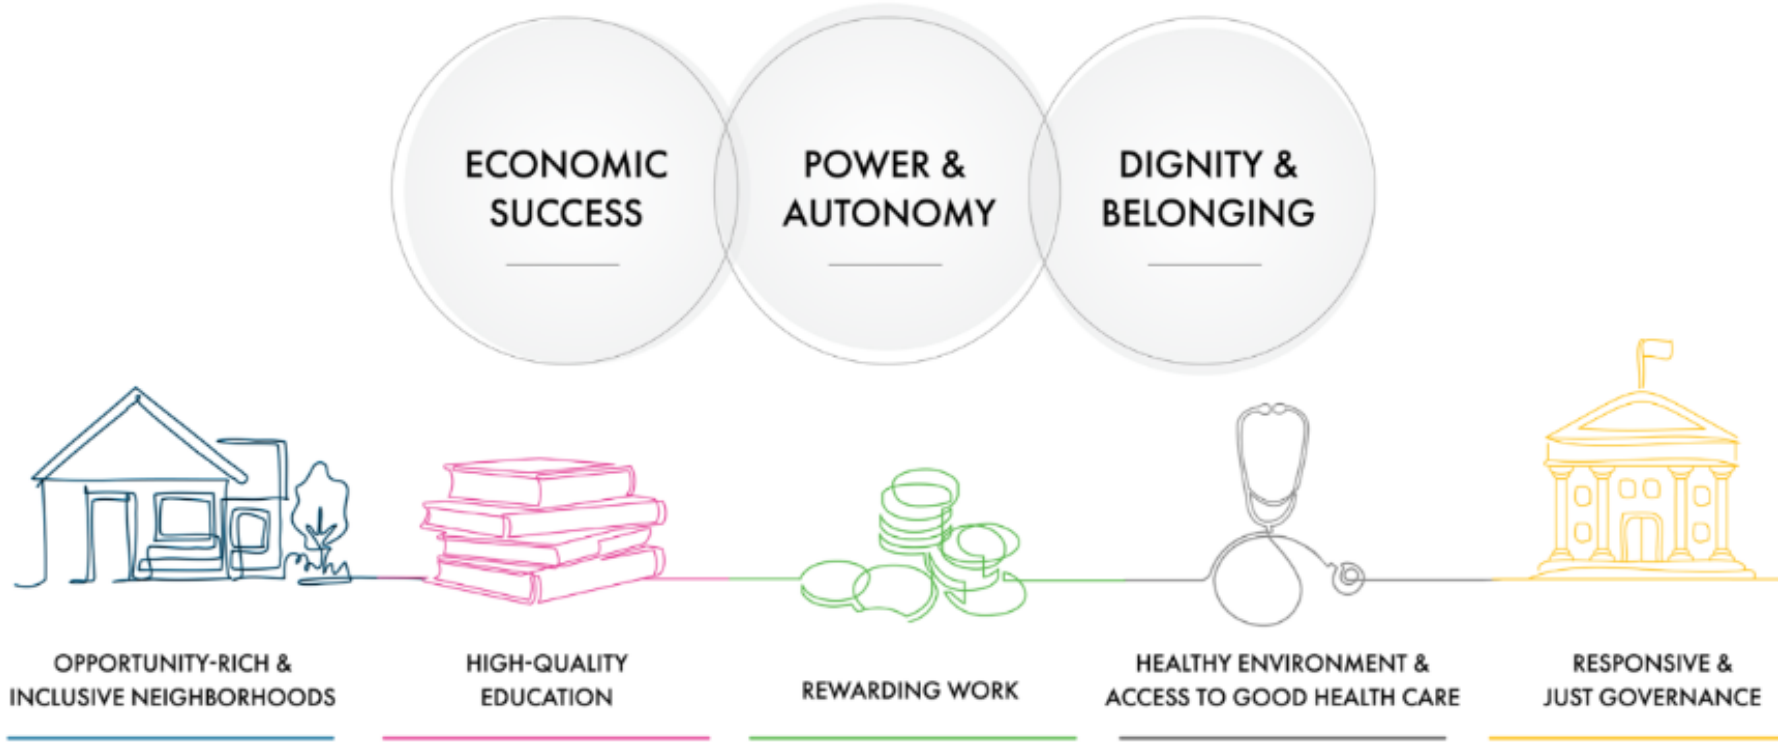 ECONOMIC
SUCCESS
POWER &
AUTONOMY
DIGNITY &
BELONGING
OPPORTUNITY-RICH &
INCLUSIVE NEIGHBORHOODS
HIGH-QUALITY
EDUCATION
REWARDING WORK
HEALTHY ENVIRONMENT &
ACCESS TO GOOD HEALTH CARE
RESPONSIVE &
JUST GOVERNANCE